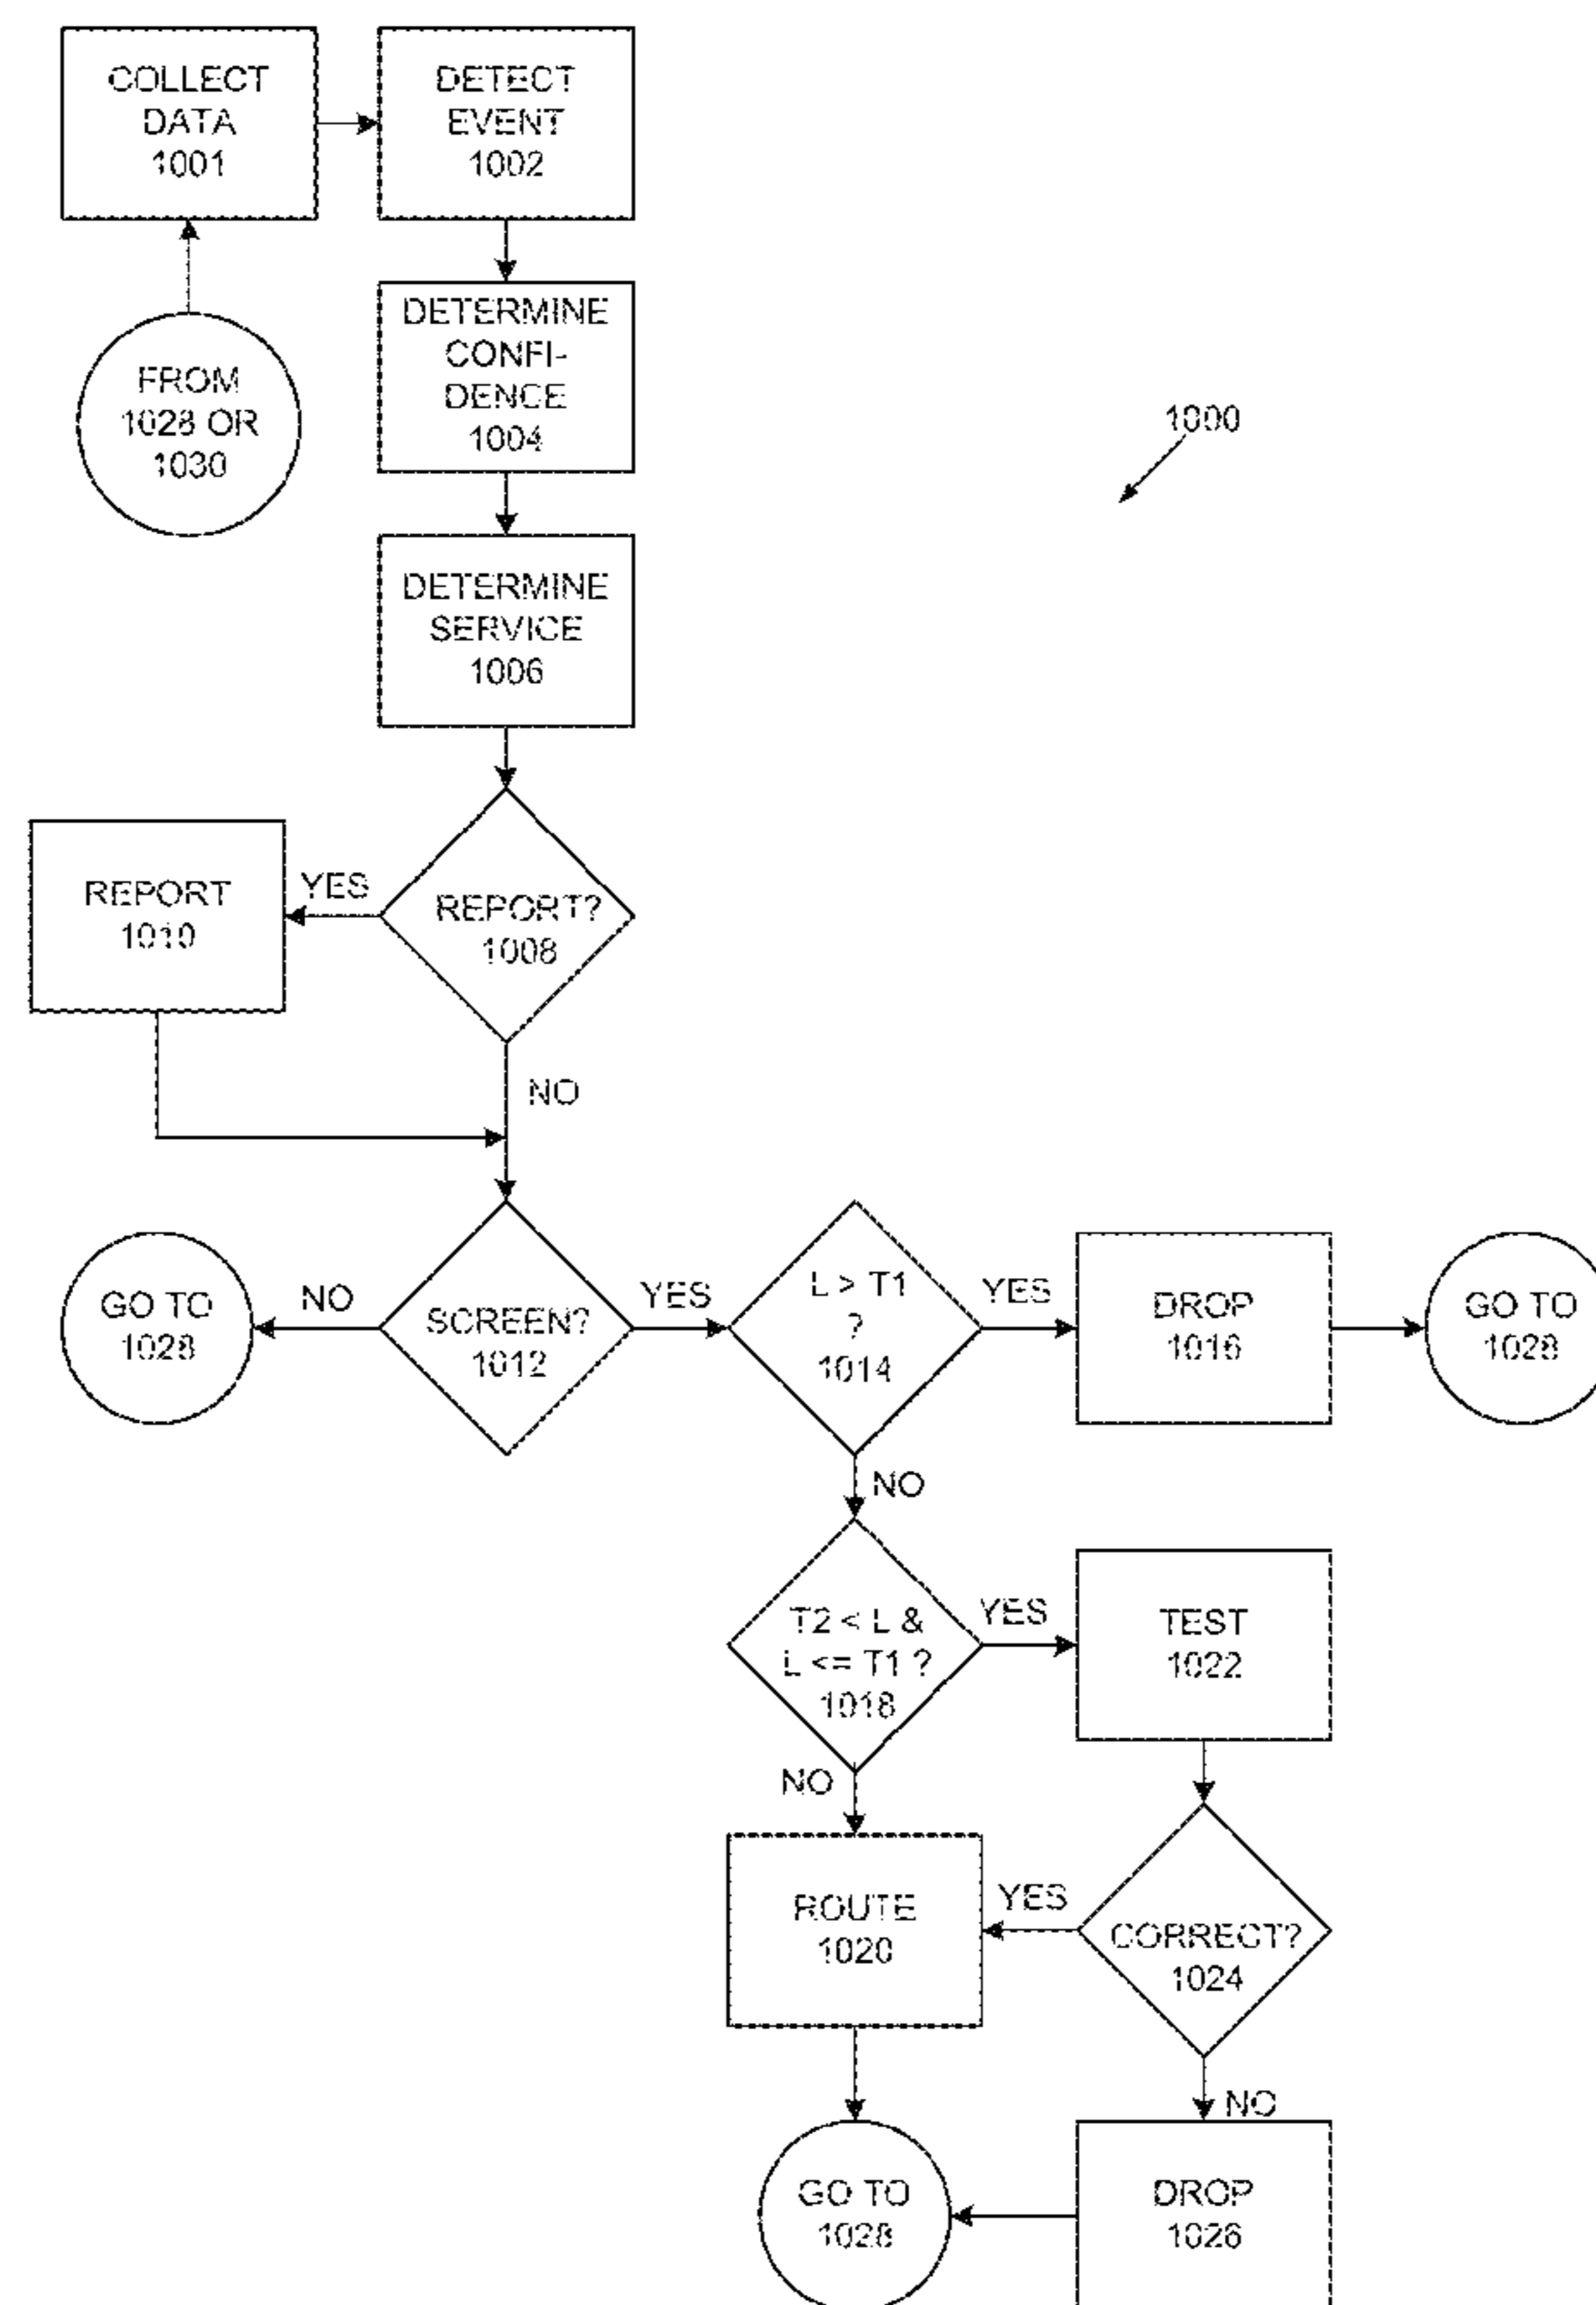 COLLECT
DATA
1001
DETECT
EVENT
1002
DETERMINE
CONFI-
DENCE
1004
FROM
1028 OR
1030
1000
DETERMINE
SERVICE
1006
REPORT
1010
YES
REPORT?
1008
NO
GO TO
1028
NO
SCREEN?
1012
YES
L > T1
?
1014
YES
DROP
1016
GO TO
1028
NO
T2 < L &
L <= T1 ?
1018
YES
TEST
1022
NO
ROUTE
1020
YES
CORRECT?
1024
NO
GO TO
1028
DROP
1026